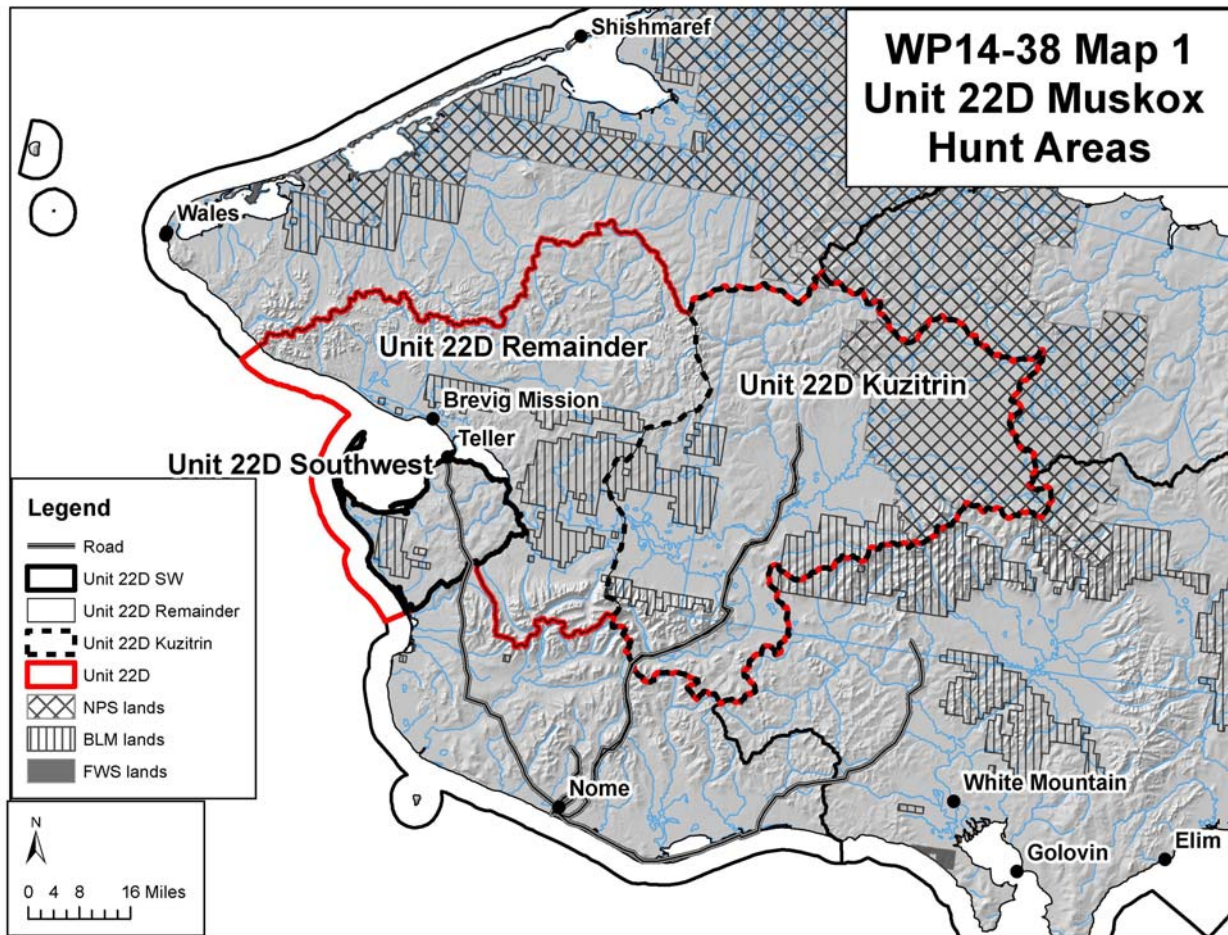 WP14-38 Map 1
Unit 22D Muskox
Hunt Areas
Shishmaref
Wales
Unit 22D Remainder
Unit 22D Kuzitrin
Brevig Mission
Teller
Unit 22D Southwest
Legend
Road
Unit 22D SW
Unit 22D Remainder
Unit 22D Kuzitrin
Unit 22D
NPS lands
BLM lands
FWS lands
Nome
White Mountain
Golovin
Elim
N
0 4 8 16 Miles